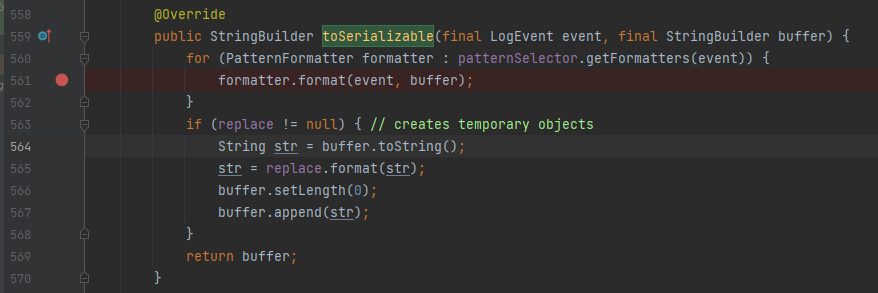 558 @Override
559 public StringBuilder toSerializable(final LogEvent event, final StringBuilder buffer) {
560 for (PatternFormatter formatter : patternSelector.getFormatters(event)) {
561 formatter.format(event, buffer);
562 }
563 if (replace != null) { // creates temporary objects
564 String str = buffer.toString();
565 str = replace.format(str);
566 buffer.setLength(0);
567 buffer.append(str);
568 }
569 return buffer;
570 }